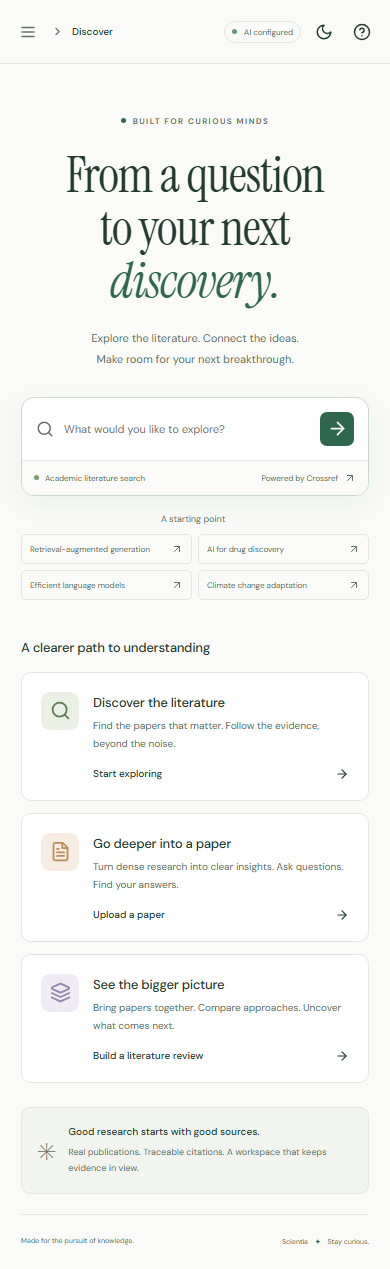 Discover
AI configured
BUILT FOR CURIOUS MINDS
From a question
to your next
discovery.
Explore the literature. Connect the ideas.
Make room for your next breakthrough.
What would you like to explore?
Academic literature search
Powered by Crossref
A starting point
Retrieval-augmented generation
AI for drug discovery
Efficient language models
Climate change adaptation
A clearer path to understanding
Discover the literature
Find the papers that matter. Follow the evidence,
beyond the noise.
Start exploring
Go deeper into a paper
Turn dense research into clear insights. Ask questions.
Find your answers.
Upload a paper
See the bigger picture
Bring papers together. Compare approaches. Uncover
what comes next.
Build a literature review
Good research starts with good sources.
Real publications. Traceable citations. A workspace that keeps
evidence in view.
Made for the pursuit of knowledge.
Scientia ✦ Stay curious.